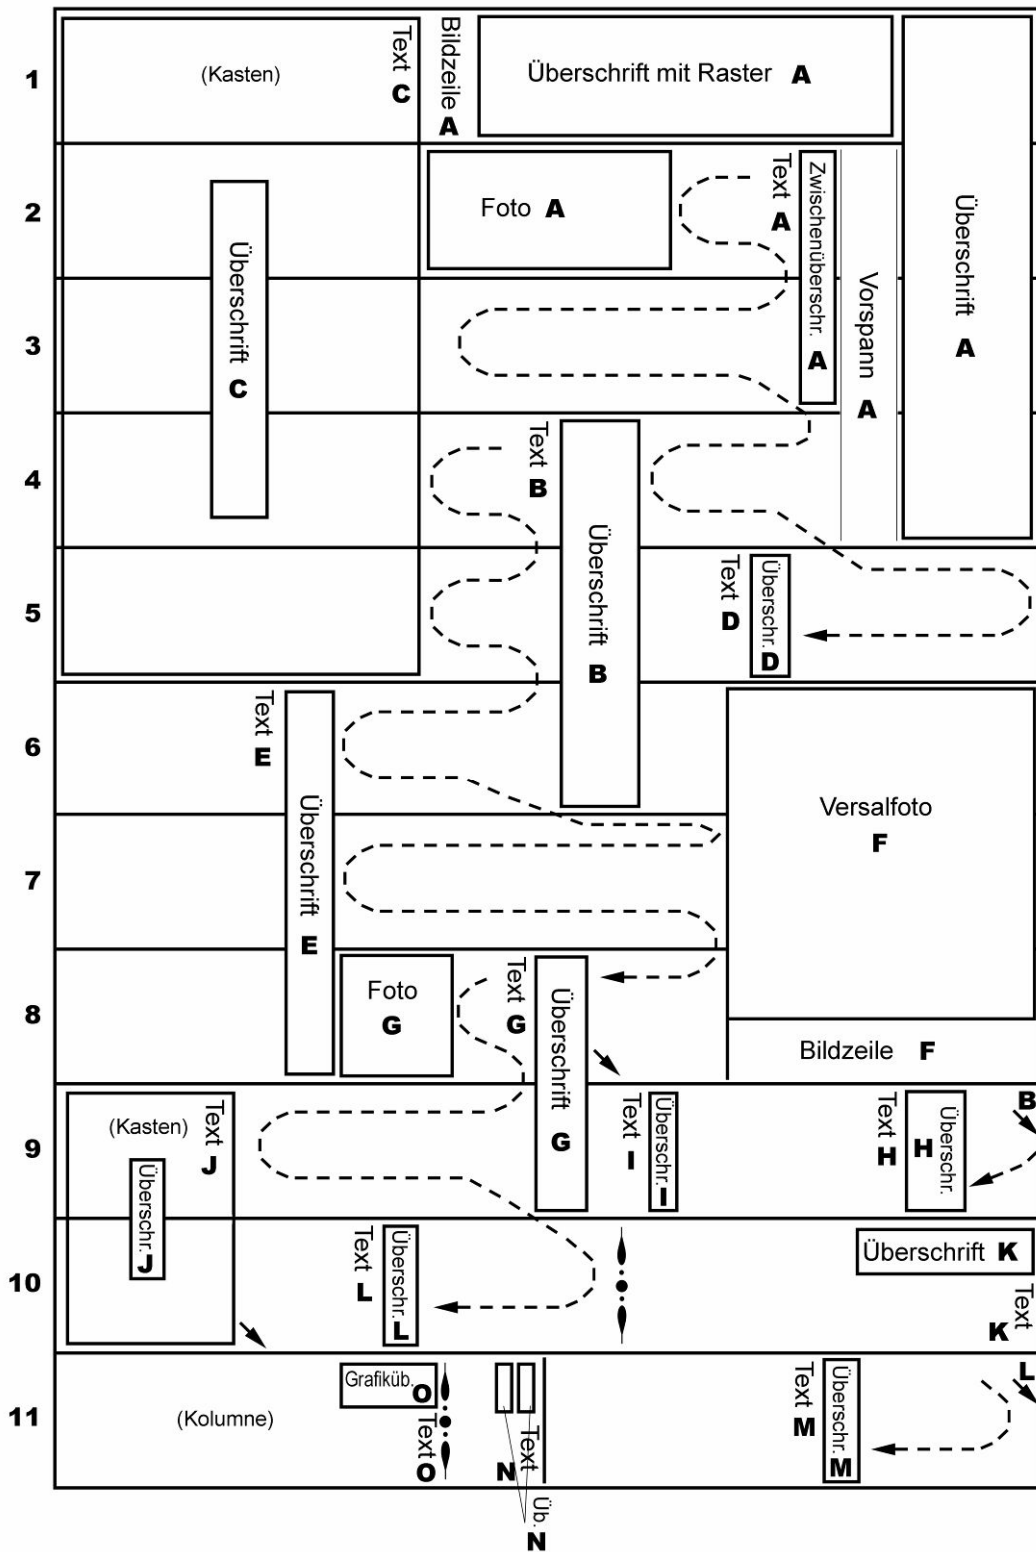 1
(Kasten)
Text C
Bildzeile A
Überschrift mit Raster A
Überschrift A
2
Überschrift C
Foto A
Text A
Zwischenüberschr. A
Vorspann A
3
4
Text B
Überschrift B
5
Text D
Überschr. D
6
Text E
Überschrift E
Versalfoto
F
7
8
Foto
G
Text G
Überschrift G
Bildzeile F
9
(Kasten)
Text J
Überschr. J
Text I
Überschr. I
Text H
Überschr. H
B
10
Text L
Überschr. L
Überschrift K
Text K
11
(Kolumne)
Grafiküb. O
Text O
Text N
Text M
Überschr. M
L
Üb. N